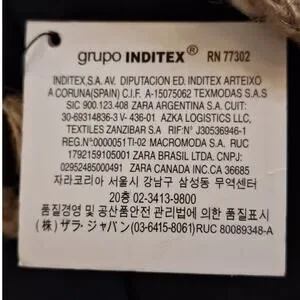 grupo INDITEX® RN 77302
INDITEX,S.A. AV. DIPUTACION ED. INDITEX ARTEIXO
A CORUNA(SPAIN) C.I.F. A-15075062 TEXMODAS S.A.S
SIC 900.123.408 ZARA ARGENTINA S.A. CUIT:
30-69314836-3 V-436-01 AZKA LOGISTICS LLC,
TEXTILES ZANZIBAR S.A RIF:N° J30536946-1
REG.N°0000051TI-02 MACROMODA S.A. RUC
1792159105001 ZARA BRASIL LTDA. CNPJ:
02952485000491 ZARA CANADA INC.CA 36685
자라코리아 서울시 강남구 삼성동 무역센터
20층 02-3413-9800
품질경영 및 공산품안전 관리법에 의한 품질표시
(株) ザラ・ジャパン(03-6415-8061)RUC 80089348-A